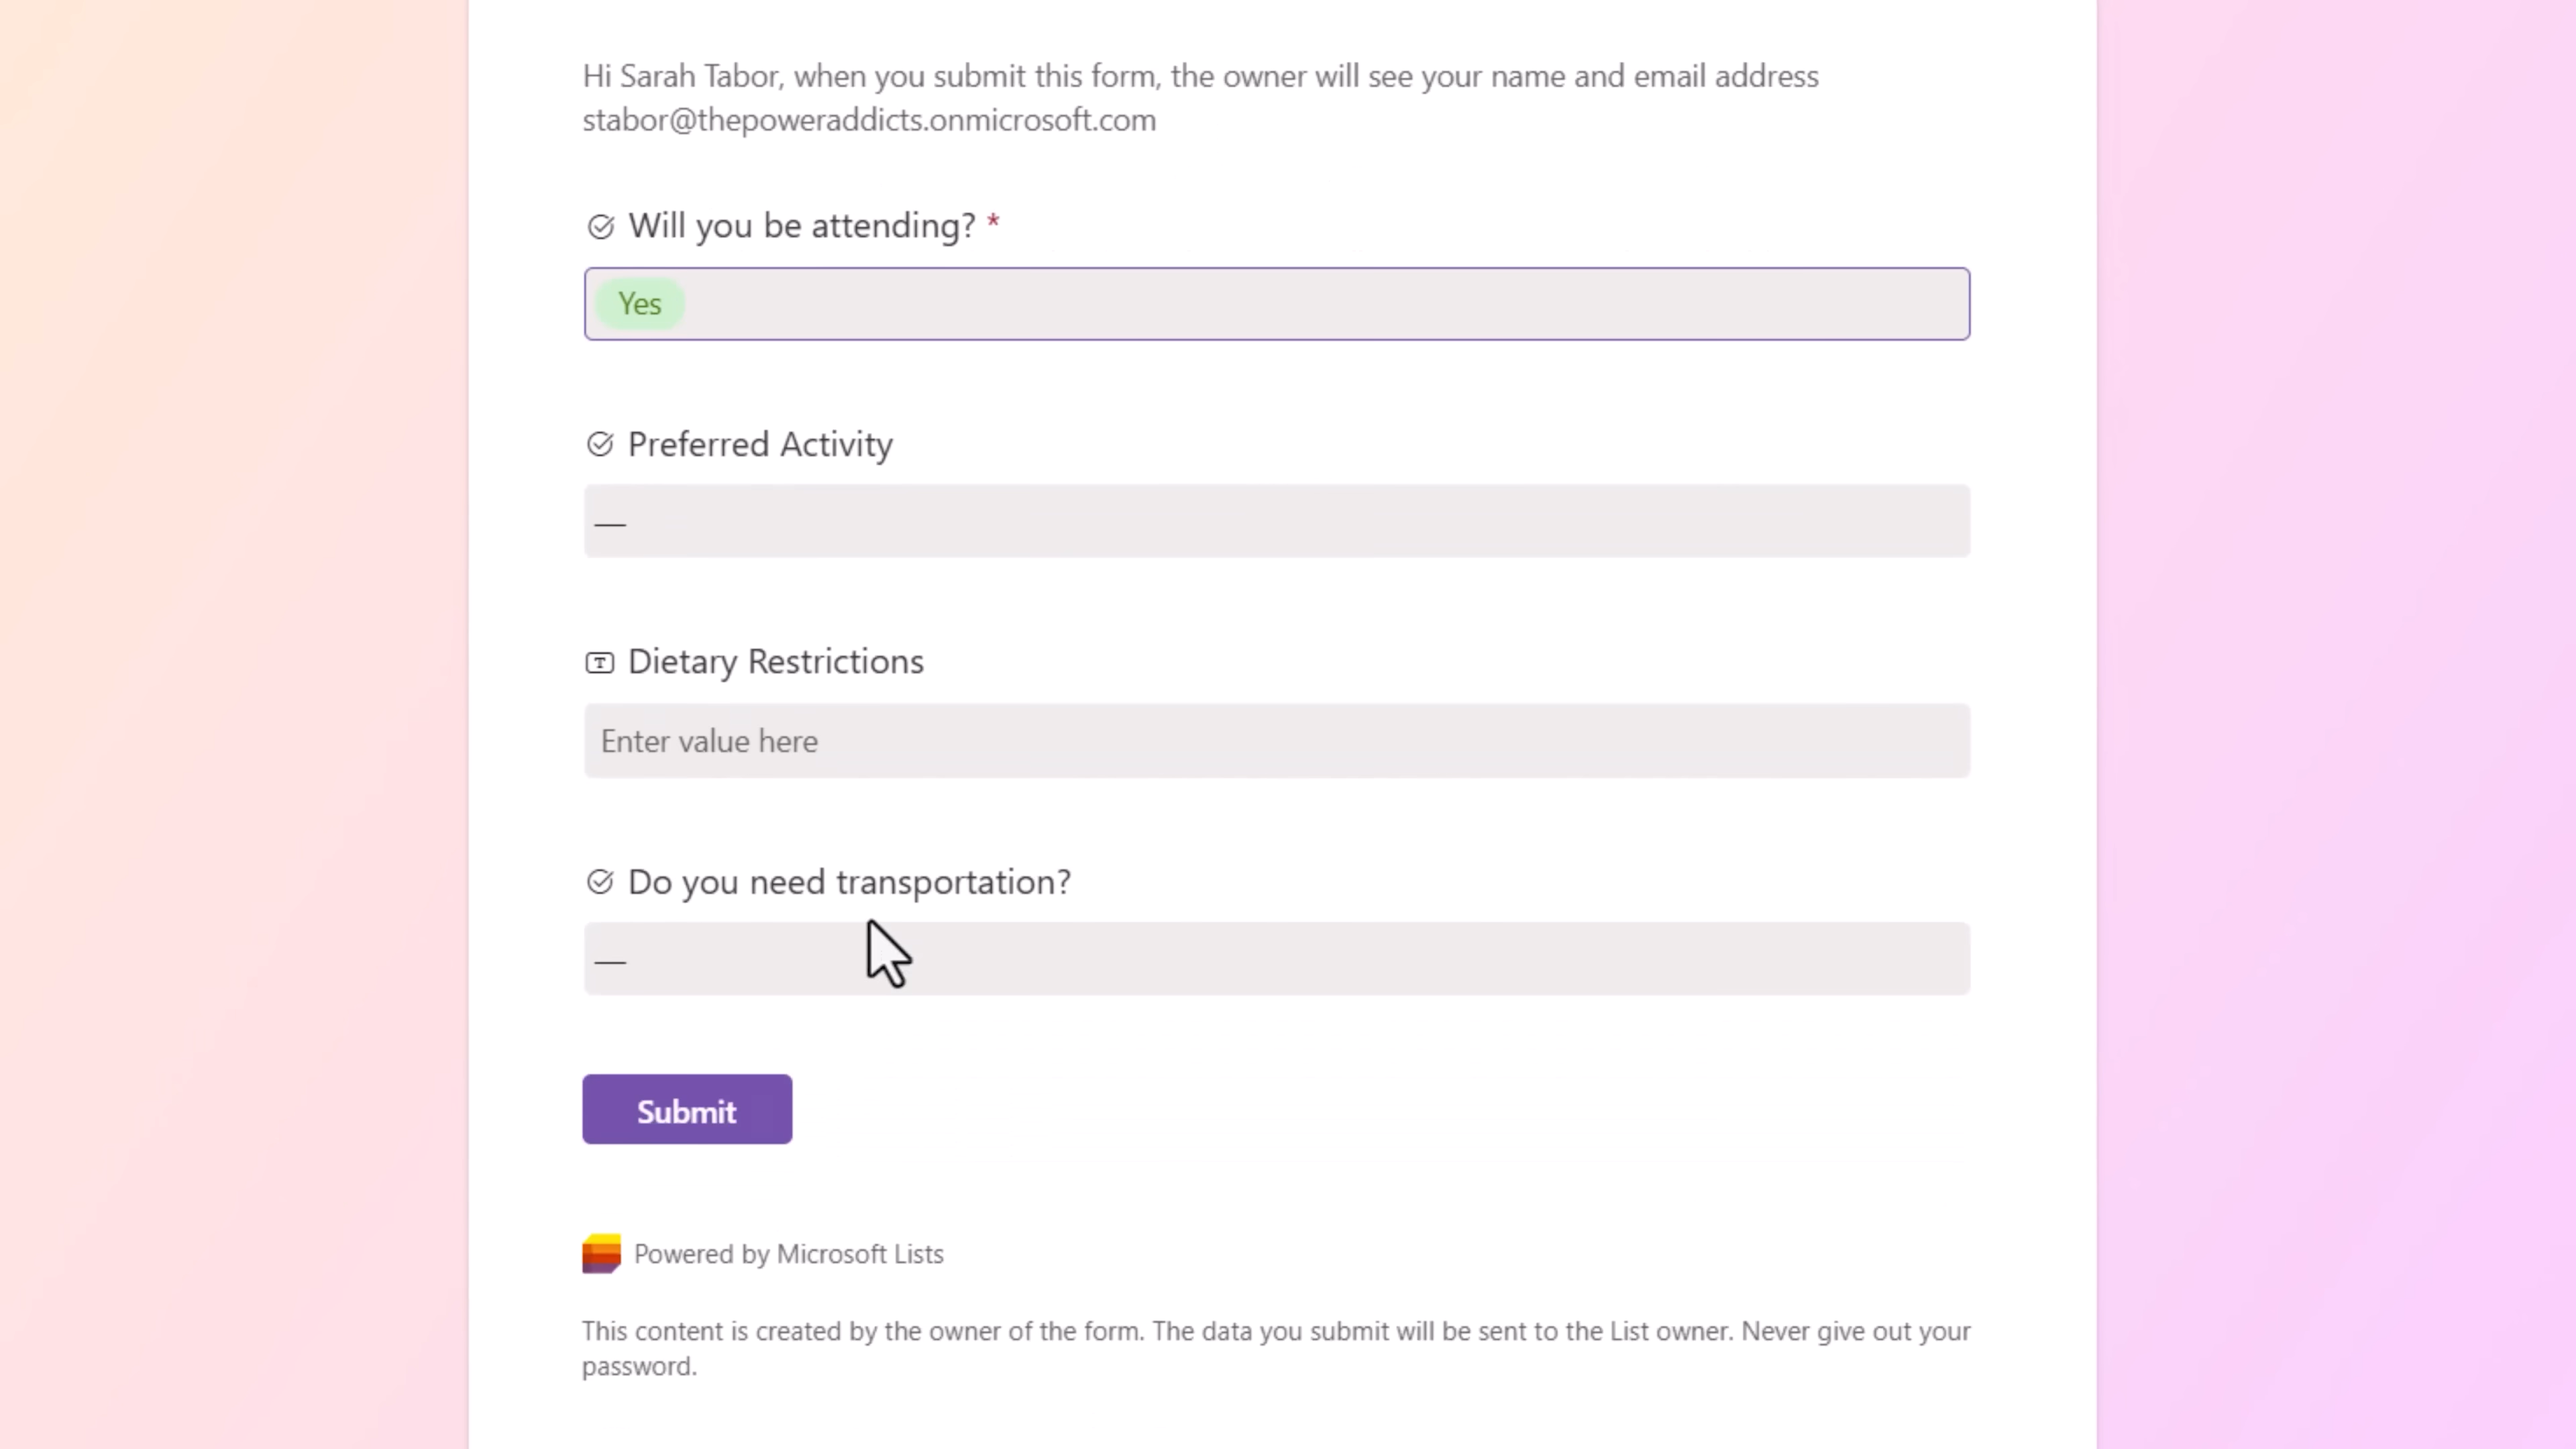 Hi Sarah Tabor, when you submit this form, the owner will see your name and email address
stabor@thepoweraddicts.onmicrosoft.com
Will you be attending? *
Yes
Preferred Activity
—
Dietary Restrictions
Enter value here
Do you need transportation?
—
Submit
Powered by Microsoft Lists
This content is created by the owner of the form. The data you submit will be sent to the List owner. Never give out your
password.